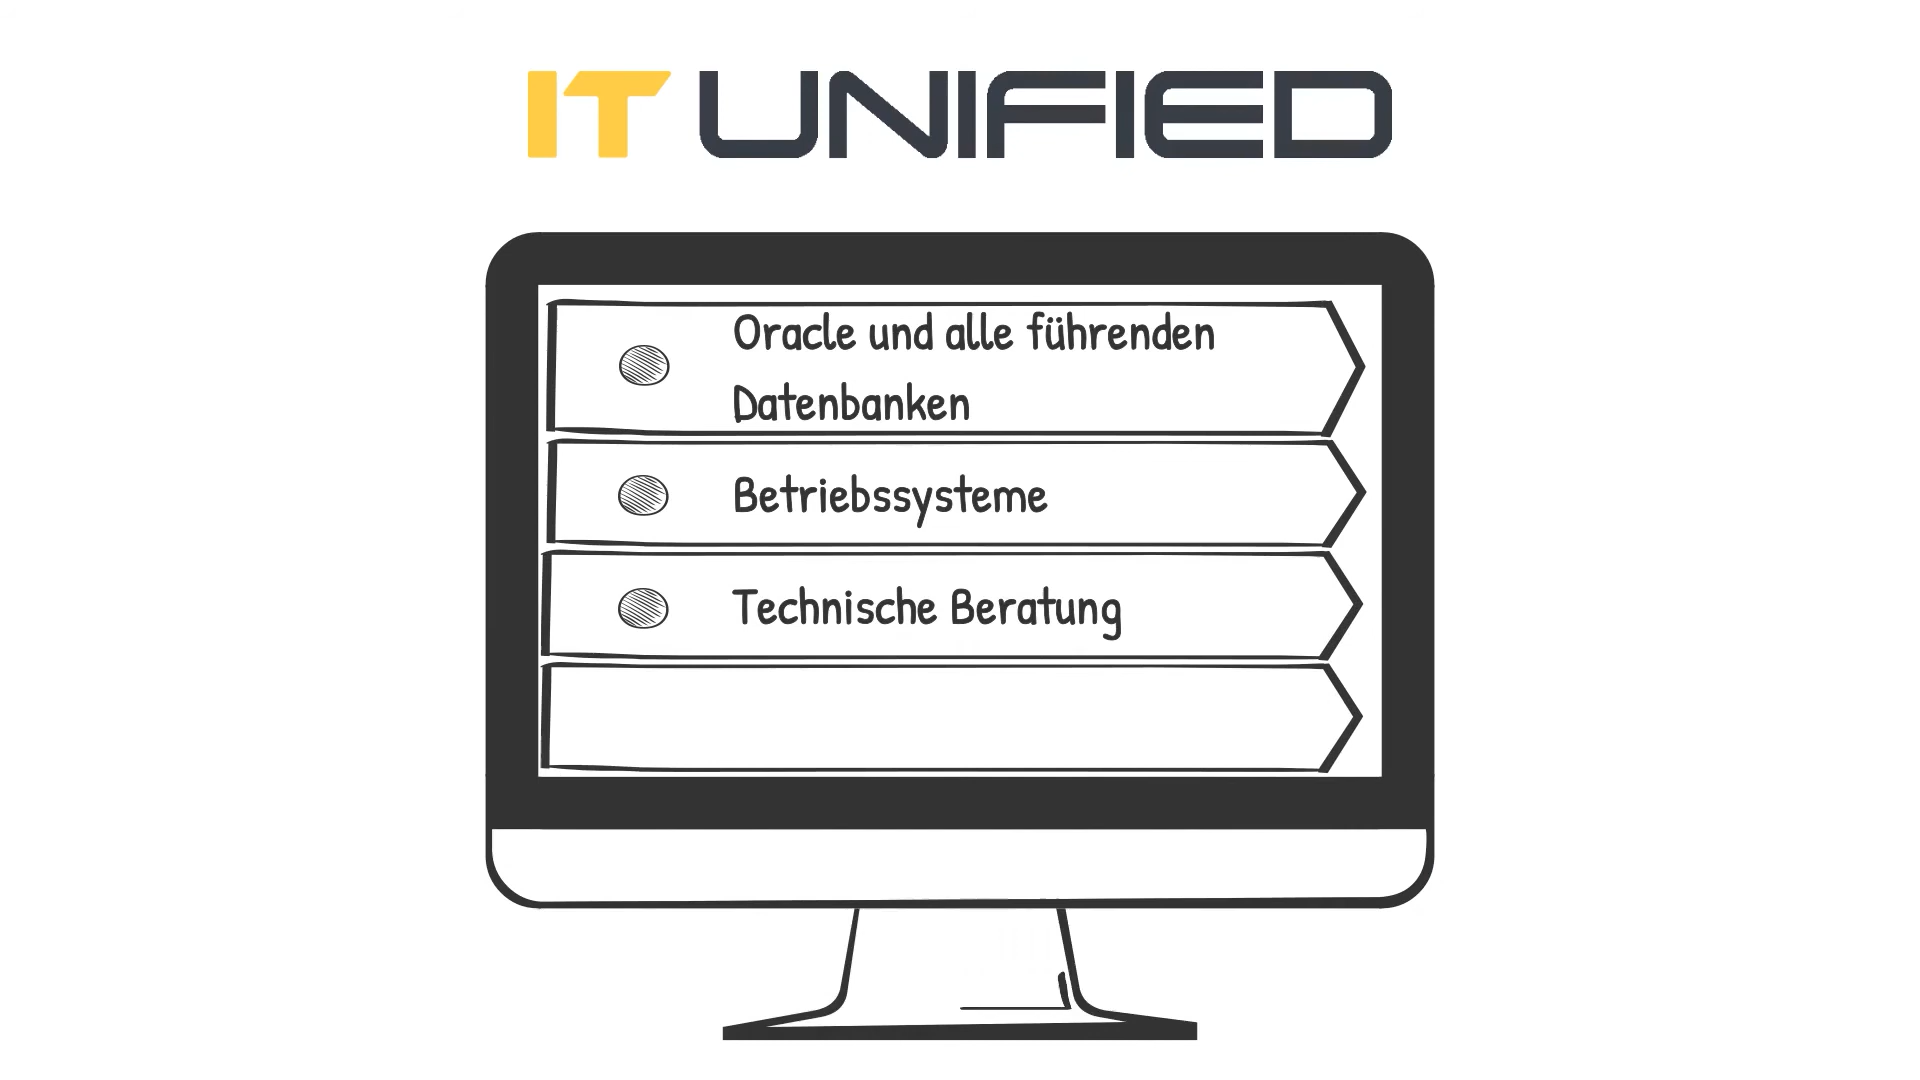 IT UNIFIED
Oracle und alle führenden
Datenbanken
Betriebssysteme
Technische Beratung